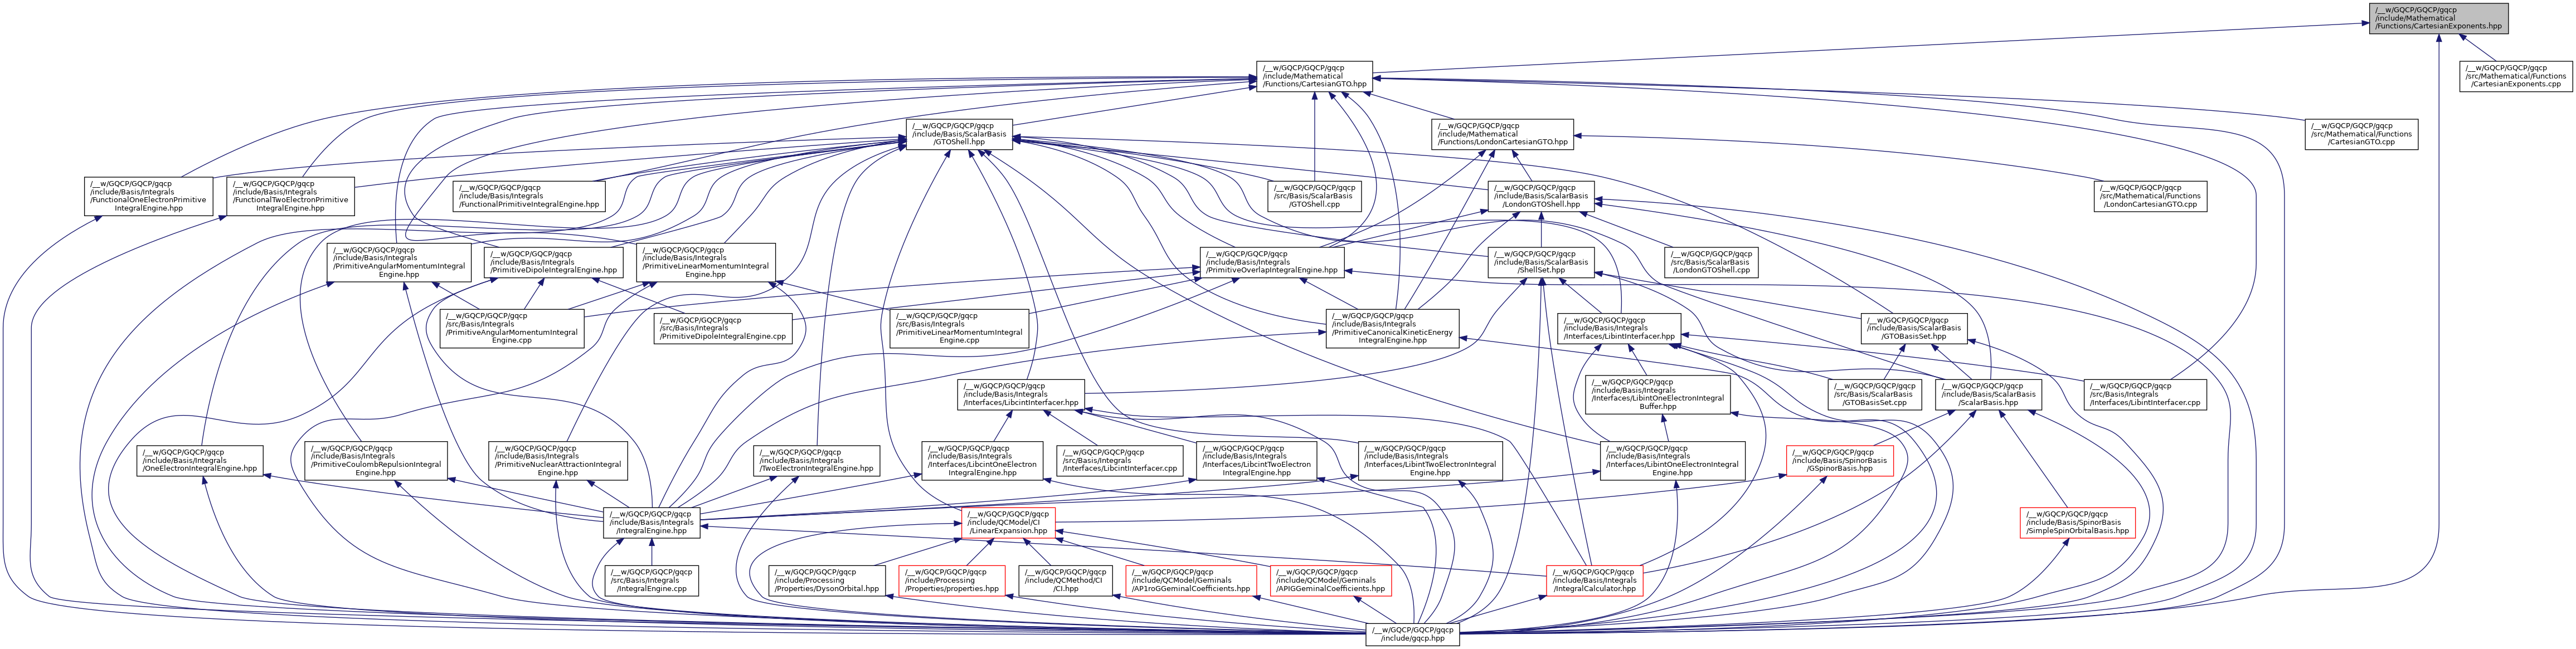 /__w/GQCP/GQCP/gqcp
/include/Mathematical
/Functions/CartesianExponents.hpp
/__w/GQCP/GQCP/gqcp
/include/Mathematical
/Functions/CartesianGTO.hpp
/__w/GQCP/GQCP/gqcp
/src/Mathematical/Functions
/CartesianExponents.cpp
/__w/GQCP/GQCP/gqcp
/include/Basis/ScalarBasis
/GTOShell.hpp
/__w/GQCP/GQCP/gqcp
/include/Mathematical
/Functions/LondonCartesianGTO.hpp
/__w/GQCP/GQCP/gqcp
/src/Mathematical/Functions
/CartesianGTO.cpp
/__w/GQCP/GQCP/gqcp
/include/Basis/Integrals
/FunctionalOneElectronPrimitive
IntegralEngine.hpp
/__w/GQCP/GQCP/gqcp
/include/Basis/Integrals
/FunctionalTwoElectronPrimitive
IntegralEngine.hpp
/__w/GQCP/GQCP/gqcp
/include/Basis/Integrals
/FunctionalPrimitiveIntegralEngine.hpp
/__w/GQCP/GQCP/gqcp
/src/Basis/ScalarBasis
/GTOShell.cpp
/__w/GQCP/GQCP/gqcp
/include/Basis/ScalarBasis
/LondonGTOShell.hpp
/__w/GQCP/GQCP/gqcp
/src/Mathematical/Functions
/LondonCartesianGTO.cpp
/__w/GQCP/GQCP/gqcp
/include/Basis/Integrals
/PrimitiveAngularMomentumIntegral
Engine.hpp
/__w/GQCP/GQCP/gqcp
/include/Basis/Integrals
/PrimitiveDipoleIntegralEngine.hpp
/__w/GQCP/GQCP/gqcp
/include/Basis/Integrals
/PrimitiveLinearMomentumIntegral
Engine.hpp
/__w/GQCP/GQCP/gqcp
/include/Basis/Integrals
/PrimitiveOverlapIntegralEngine.hpp
/__w/GQCP/GQCP/gqcp
/include/Basis/ScalarBasis
/ShellSet.hpp
/__w/GQCP/GQCP/gqcp
/src/Basis/ScalarBasis
/LondonGTOShell.cpp
/__w/GQCP/GQCP/gqcp
/src/Basis/Integrals
/PrimitiveAngularMomentumIntegral
Engine.cpp
/__w/GQCP/GQCP/gqcp
/src/Basis/Integrals
/PrimitiveDipoleIntegralEngine.cpp
/__w/GQCP/GQCP/gqcp
/src/Basis/Integrals
/PrimitiveLinearMomentumIntegral
Engine.cpp
/__w/GQCP/GQCP/gqcp
/include/Basis/Integrals
/PrimitiveCanonicalKineticEnergy
IntegralEngine.hpp
/__w/GQCP/GQCP/gqcp
/include/Basis/Integrals
/Interfaces/LibintInterfacer.hpp
/__w/GQCP/GQCP/gqcp
/include/Basis/ScalarBasis
/GTOBasisSet.hpp
/__w/GQCP/GQCP/gqcp
/include/Basis/Integrals
/Interfaces/LibcintInterfacer.hpp
/__w/GQCP/GQCP/gqcp
/include/Basis/Integrals
/Interfaces/LibintOneElectronIntegral
Buffer.hpp
/__w/GQCP/GQCP/gqcp
/src/Basis/ScalarBasis
/GTOBasisSet.cpp
/__w/GQCP/GQCP/gqcp
/include/Basis/ScalarBasis
/ScalarBasis.hpp
/__w/GQCP/GQCP/gqcp
/src/Basis/Integrals
/Interfaces/LibintInterfacer.cpp
/__w/GQCP/GQCP/gqcp
/include/Basis/Integrals
/OneElectronIntegralEngine.hpp
/__w/GQCP/GQCP/gqcp
/include/Basis/Integrals
/PrimitiveCoulombRepulsionIntegral
Engine.hpp
/__w/GQCP/GQCP/gqcp
/include/Basis/Integrals
/PrimitiveNuclearAttractionIntegral
Engine.hpp
/__w/GQCP/GQCP/gqcp
/include/Basis/Integrals
/TwoElectronIntegralEngine.hpp
/__w/GQCP/GQCP/gqcp
/include/Basis/Integrals
/Interfaces/LibcintOneElectron
IntegralEngine.hpp
/__w/GQCP/GQCP/gqcp
/src/Basis/Integrals
/Interfaces/LibcintInterfacer.cpp
/__w/GQCP/GQCP/gqcp
/include/Basis/Integrals
/Interfaces/LibcintTwoElectron
IntegralEngine.hpp
/__w/GQCP/GQCP/gqcp
/include/Basis/Integrals
/Interfaces/LibintTwoElectronIntegral
Engine.hpp
/__w/GQCP/GQCP/gqcp
/include/Basis/Integrals
/Interfaces/LibintOneElectronIntegral
Engine.hpp
/__w/GQCP/GQCP/gqcp
/include/Basis/SpinorBasis
/GSpinorBasis.hpp
/__w/GQCP/GQCP/gqcp
/include/Basis/Integrals
/IntegralEngine.hpp
/__w/GQCP/GQCP/gqcp
/include/QCModel/CI
/LinearExpansion.hpp
/__w/GQCP/GQCP/gqcp
/include/Basis/SpinorBasis
/SimpleSpinOrbitalBasis.hpp
/__w/GQCP/GQCP/gqcp
/src/Basis/Integrals
/IntegralEngine.cpp
/__w/GQCP/GQCP/gqcp
/include/Processing
/Properties/DysonOrbital.hpp
/__w/GQCP/GQCP/gqcp
/include/Processing
/Properties/properties.hpp
/__w/GQCP/GQCP/gqcp
/include/QCMethod/CI
/CI.hpp
/__w/GQCP/GQCP/gqcp
/include/QCModel/Geminals
/AP1roGGeminalCoefficients.hpp
/__w/GQCP/GQCP/gqcp
/include/QCModel/Geminals
/APIGGeminalCoefficients.hpp
/__w/GQCP/GQCP/gqcp
/include/Basis/Integrals
/IntegralCalculator.hpp
/__w/GQCP/GQCP/gqcp
/include/gqcp.hpp